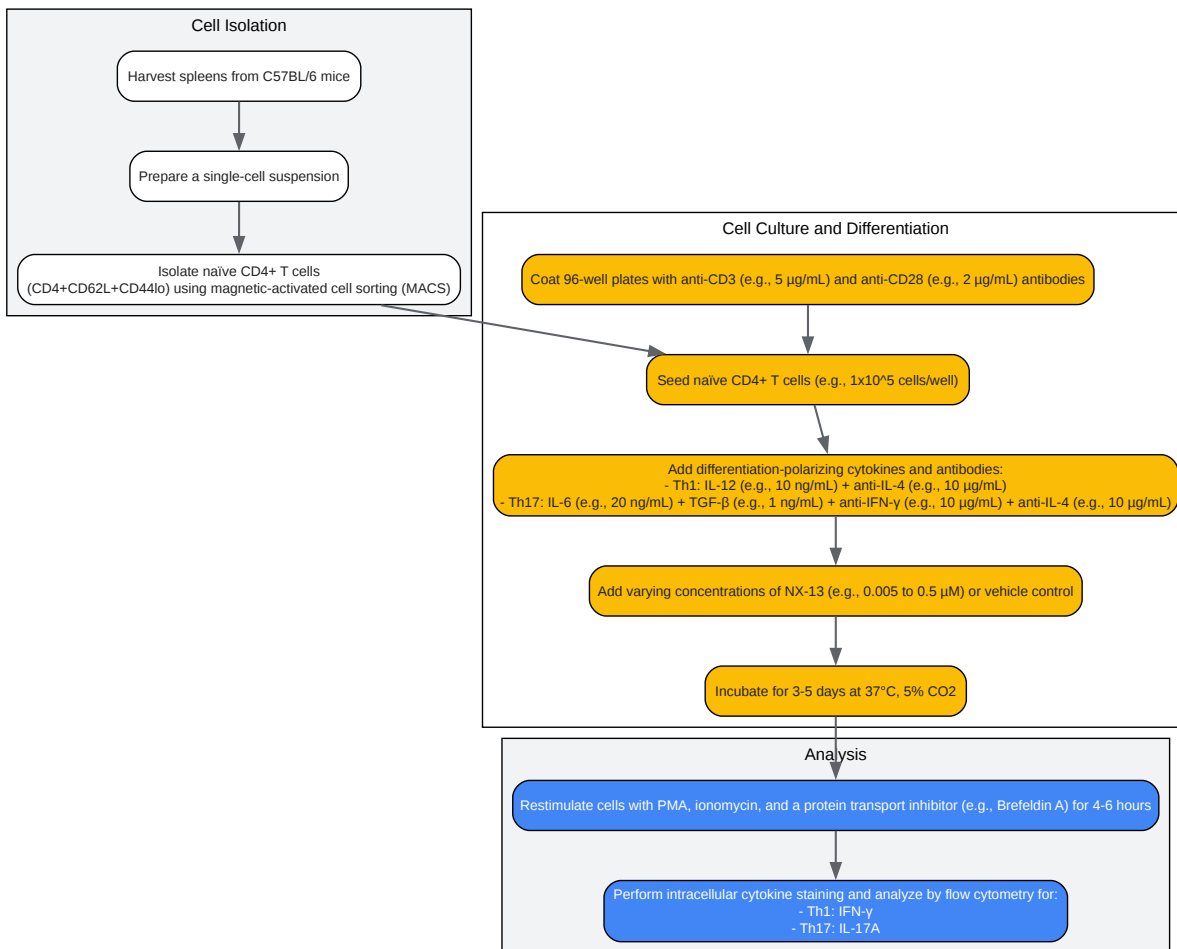 Cell Isolation
Harvest spleens from C57BL/6 mice
Prepare a single-cell suspension
Isolate naïve CD4+ T cells
(CD4+CD62L+CD44lo) using magnetic-activated cell sorting (MACS)
Cell Culture and Differentiation
Coat 96-well plates with anti-CD3 (e.g., 5 µg/mL) and anti-CD28 (e.g., 2 µg/mL) antibodies
Seed naïve CD4+ T cells (e.g., 1x10^5 cells/well)
Add differentiation-polarizing cytokines and antibodies:
- Th1: IL-12 (e.g., 10 ng/mL) + anti-IL-4 (e.g., 10 µg/mL)
- Th17: IL-6 (e.g., 20 ng/mL) + TGF-β (e.g., 1 ng/mL) + anti-IFN-γ (e.g., 10 µg/mL) + anti-IL-4 (e.g., 10 µg/mL)
Add varying concentrations of NX-13 (e.g., 0.005 to 0.5 µM) or vehicle control
Incubate for 3-5 days at 37°C, 5% CO2
Analysis
Restimulate cells with PMA, ionomycin, and a protein transport inhibitor (e.g., Brefeldin A) for 4-6 hours
Perform intracellular cytokine staining and analyze by flow cytometry for:
- Th1: IFN-γ
- Th17: IL-17A